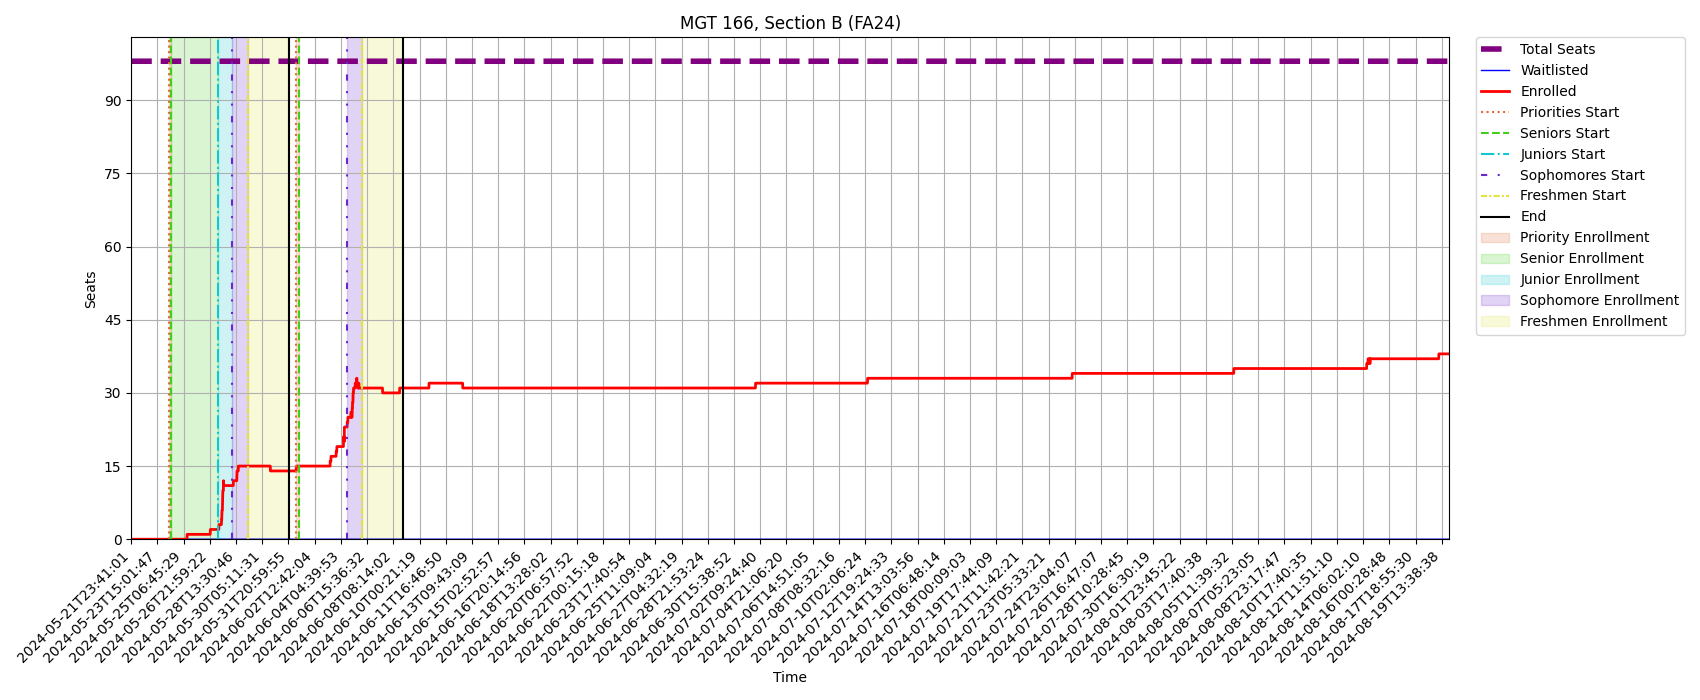 MGT 166, Section B (FA24)
Total Seats
Waitlisted
Enrolled
Priorities Start
Seniors Start
Juniors Start
Sophomores Start
Freshmen Start
End
Priority Enrollment
Senior Enrollment
Junior Enrollment
Sophomore Enrollment
Freshmen Enrollment
Seats
90
75
60
45
30
15
0
2024-05-21T23:41:01
2024-05-23T15:01:47
2024-05-25T06:45:29
2024-05-26T21:59:22
2024-05-28T13:30:46
2024-05-30T05:11:31
2024-05-31T20:59:55
2024-06-02T12:42:04
2024-06-04T04:39:53
2024-06-06T15:36:32
2024-06-08T08:14:02
2024-06-10T00:21:19
2024-06-11T16:46:50
2024-06-13T09:43:09
2024-06-15T02:52:57
2024-06-16T20:14:56
2024-06-18T13:28:02
2024-06-20T06:57:52
2024-06-22T00:15:18
2024-06-23T17:40:54
2024-06-25T11:09:04
2024-06-27T04:32:19
2024-06-28T21:53:24
2024-06-30T15:38:52
2024-07-02T09:24:40
2024-07-04T21:06:20
2024-07-06T14:51:05
2024-07-08T08:32:16
2024-07-10T02:06:24
2024-07-12T19:24:33
2024-07-14T13:03:56
2024-07-16T06:48:14
2024-07-18T00:09:03
2024-07-19T17:44:09
2024-07-21T11:42:21
2024-07-23T05:33:21
2024-07-24T23:04:07
2024-07-26T16:47:07
2024-07-28T10:28:45
2024-07-30T16:30:19
2024-08-01T23:45:22
2024-08-03T17:40:38
2024-08-05T11:39:32
2024-08-07T05:23:05
2024-08-08T23:17:47
2024-08-10T17:40:35
2024-08-12T11:51:10
2024-08-14T06:02:10
2024-08-16T00:28:48
2024-08-17T18:55:30
2024-08-19T13:38:38
Time